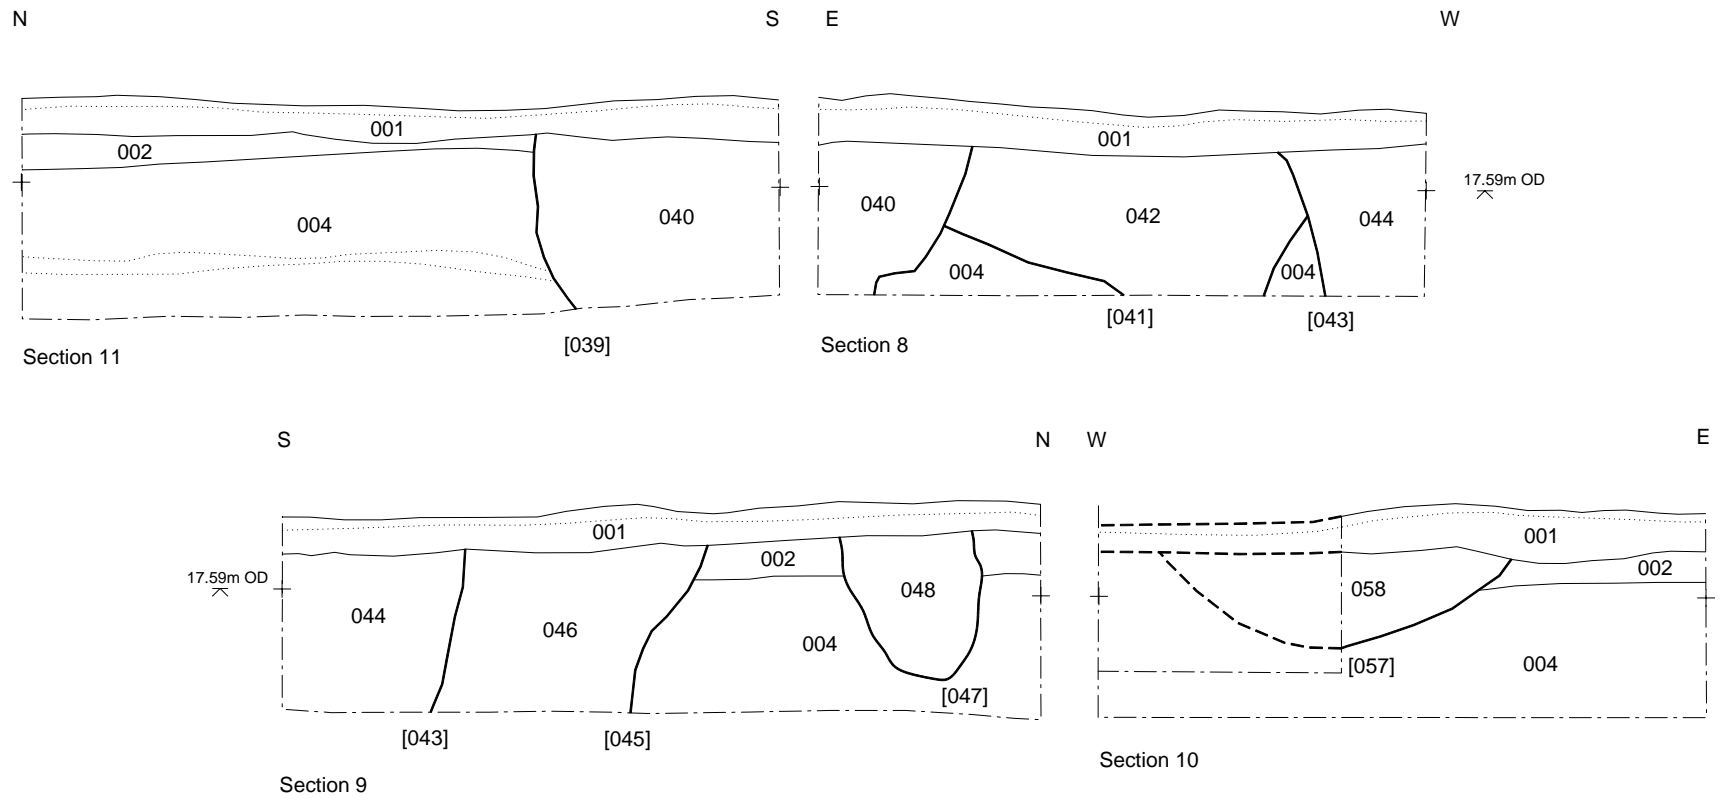 N S E W
001 001
002
17.59m OD
040 042 044
004 040
004 004
[041] [043]
[039]
Section 11 Section 8
S N W E
001 001
002 002
17.59m OD
048 058
044 046
004 004
[057]
[047]
[043] [045]
Section 10
Section 9